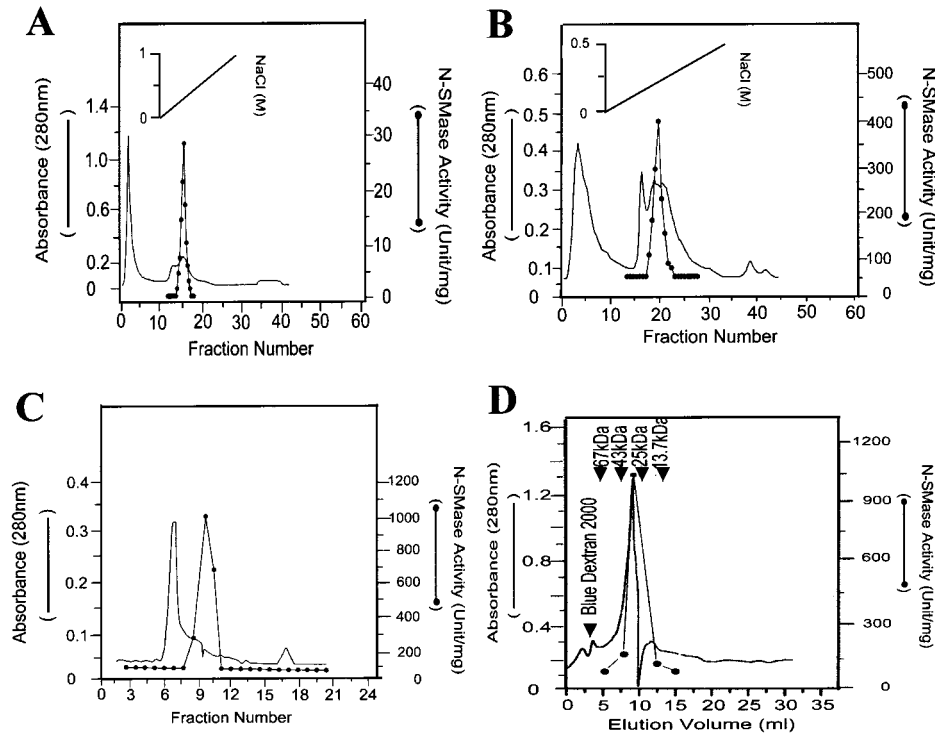 A
Absorbance (280nm)
( )
1.4
1.0
0.6
0.2
0
1
0
NaCl (M)
40
30
20
10
0
N-SMase Activity (Unit/mg)
( )
0 10 20 30 40 50 60
Fraction Number
B
Absorbance (280nm)
( )
0.6
0.5
0.4
0.3
0.2
0.1
0
0.5
0
NaCl (M)
500
400
300
200
100
0
N-SMase Activity (Unit/mg)
( )
0 10 20 30 40 50 60
Fraction Number
C
Absorbance (280nm)
( )
0.4
0.3
0.2
0.1
0
1200
1000
800
600
400
200
100
0
N-SMase Activity (Unit/mg)
( )
0 3 6 9 12 15 18 21 24
Fraction Number
D
Absorbance (280nm)
( )
1.6
1.2
0.8
0.4
0.2
0
Blue Dextran 2000
67kDa
43kDa
25kDa
13.7kDa
1200
900
600
300
0
N-SMase Activity (Unit/mg)
( )
0 5 10 15 20 25 30 35
Elution Volume (ml)